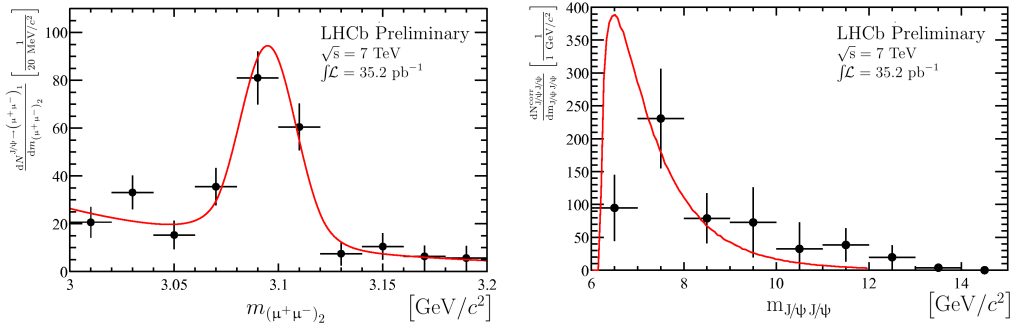 LHCb Preliminary
√s = 7 TeV
∫ℒ = 35.2 pb⁻¹
dN^{J/ψ→(μ⁺μ⁻)₁} / dm_{(μ⁺μ⁻)₂} [1 / 20 MeV/c²]
100
80
60
40
20
0
3 3.05 3.1 3.15 3.2
m_{(μ⁺μ⁻)₂} [GeV/c²]
LHCb Preliminary
√s = 7 TeV
∫ℒ = 35.2 pb⁻¹
dN^{corr}_{J/ψ J/ψ} / dm_{J/ψ J/ψ} [1 / 1 GeV/c²]
400
350
300
250
200
150
100
50
0
6 8 10 12 14
m_{J/ψ J/ψ} [GeV/c²]